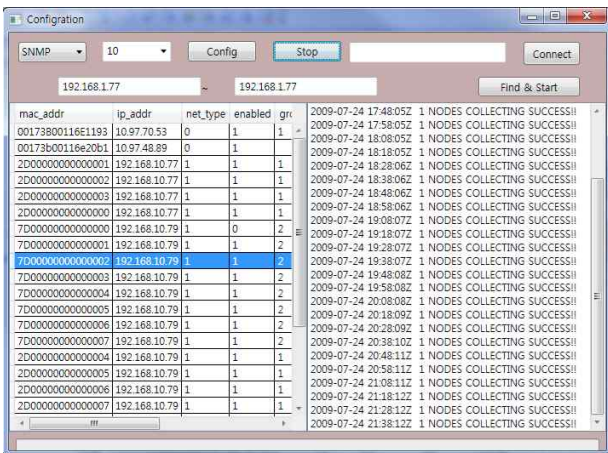 Configration
SNMP 10 Config Stop Connect
192.168.1.77 ~ 192.168.1.77 Find & Start
mac_addr ip_addr net_type enabled gro
00173B00116E1193 10.97.70.53 0 1 1
00173b00116e20b1 10.97.48.89 0 1
2D00000000000001 192.168.10.77 1 1 1
2D00000000000002 192.168.10.77 1 1 1
2D00000000000003 192.168.10.77 1 1 1
2D00000000000000 192.168.10.77 1 1 1
7D00000000000000 192.168.10.79 1 0 2
7D00000000000001 192.168.10.79 1 1 2
7D00000000000002 192.168.10.79 1 1 2
7D00000000000003 192.168.10.79 1 1 2
7D00000000000004 192.168.10.79 1 1 2
7D00000000000005 192.168.10.79 1 1 2
7D00000000000006 192.168.10.79 1 1 2
7D00000000000007 192.168.10.79 1 1 2
2D00000000000004 192.168.10.79 1 1 1
2D00000000000005 192.168.10.79 1 1 1
2D00000000000006 192.168.10.79 1 1 1
2D00000000000007 192.168.10.79 1 1 1
2009-07-24 17:48:05Z 1 NODES COLLECTING SUCCESS!!
2009-07-24 17:58:05Z 1 NODES COLLECTING SUCCESS!!
2009-07-24 18:08:05Z 1 NODES COLLECTING SUCCESS!!
2009-07-24 18:18:05Z 1 NODES COLLECTING SUCCESS!!
2009-07-24 18:28:06Z 1 NODES COLLECTING SUCCESS!!
2009-07-24 18:38:06Z 1 NODES COLLECTING SUCCESS!!
2009-07-24 18:48:06Z 1 NODES COLLECTING SUCCESS!!
2009-07-24 18:58:06Z 1 NODES COLLECTING SUCCESS!!
2009-07-24 19:08:07Z 1 NODES COLLECTING SUCCESS!!
2009-07-24 19:18:07Z 1 NODES COLLECTING SUCCESS!!
2009-07-24 19:28:07Z 1 NODES COLLECTING SUCCESS!!
2009-07-24 19:38:07Z 1 NODES COLLECTING SUCCESS!!
2009-07-24 19:48:08Z 1 NODES COLLECTING SUCCESS!!
2009-07-24 19:58:08Z 1 NODES COLLECTING SUCCESS!!
2009-07-24 20:08:08Z 1 NODES COLLECTING SUCCESS!!
2009-07-24 20:18:09Z 1 NODES COLLECTING SUCCESS!!
2009-07-24 20:28:09Z 1 NODES COLLECTING SUCCESS!!
2009-07-24 20:38:10Z 1 NODES COLLECTING SUCCESS!!
2009-07-24 20:48:11Z 1 NODES COLLECTING SUCCESS!!
2009-07-24 20:58:11Z 1 NODES COLLECTING SUCCESS!!
2009-07-24 21:08:11Z 1 NODES COLLECTING SUCCESS!!
2009-07-24 21:18:12Z 1 NODES COLLECTING SUCCESS!!
2009-07-24 21:28:12Z 1 NODES COLLECTING SUCCESS!!
2009-07-24 21:38:12Z 1 NODES COLLECTING SUCCESS!!